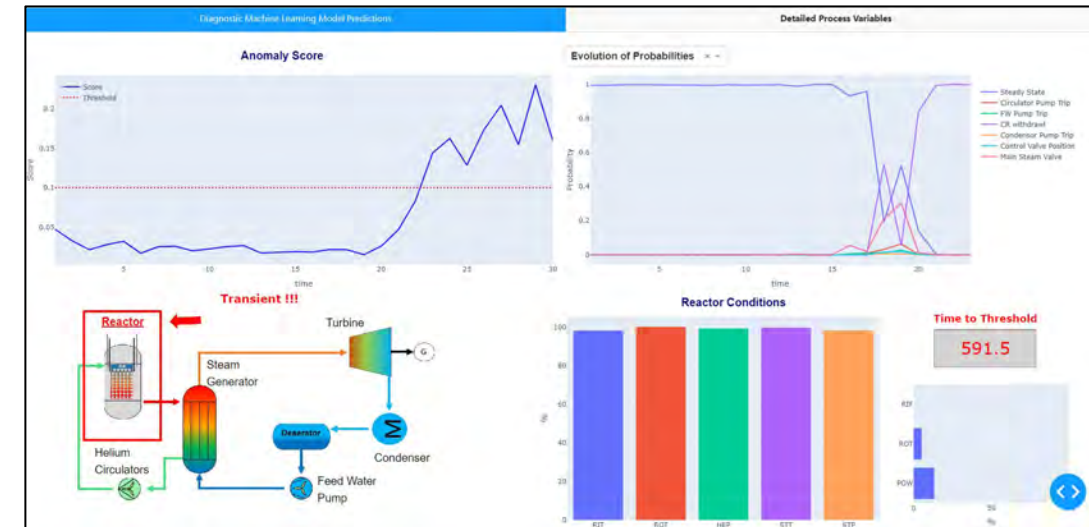 Diagnostic Machine Learning Model Predictions
Detailed Process Variables
Anomaly Score
Score
Threshold
0.2
0.15
0.1
0.05
Score
5
10
15
20
25
30
time
Evolution of Probabilities × −
1
0.8
0.6
0.4
0.2
0
Probability
5
10
15
20
time
Steady State
Circulator Pump Trip
FW Pump Trip
CR withdrawl
Condensor Pump Trip
Control Valve Position
Main Steam Valve
Transient !!!
Reactor
Steam
Generator
Turbine
G
Deaerator
Condenser
Helium
Circulators
Feed Water
Pump
Reactor Conditions
100
80
60
40
20
0
%
RIT
ROT
STT
STP
Time to Threshold
591.5
RIP
ROT
POW
0
50
%